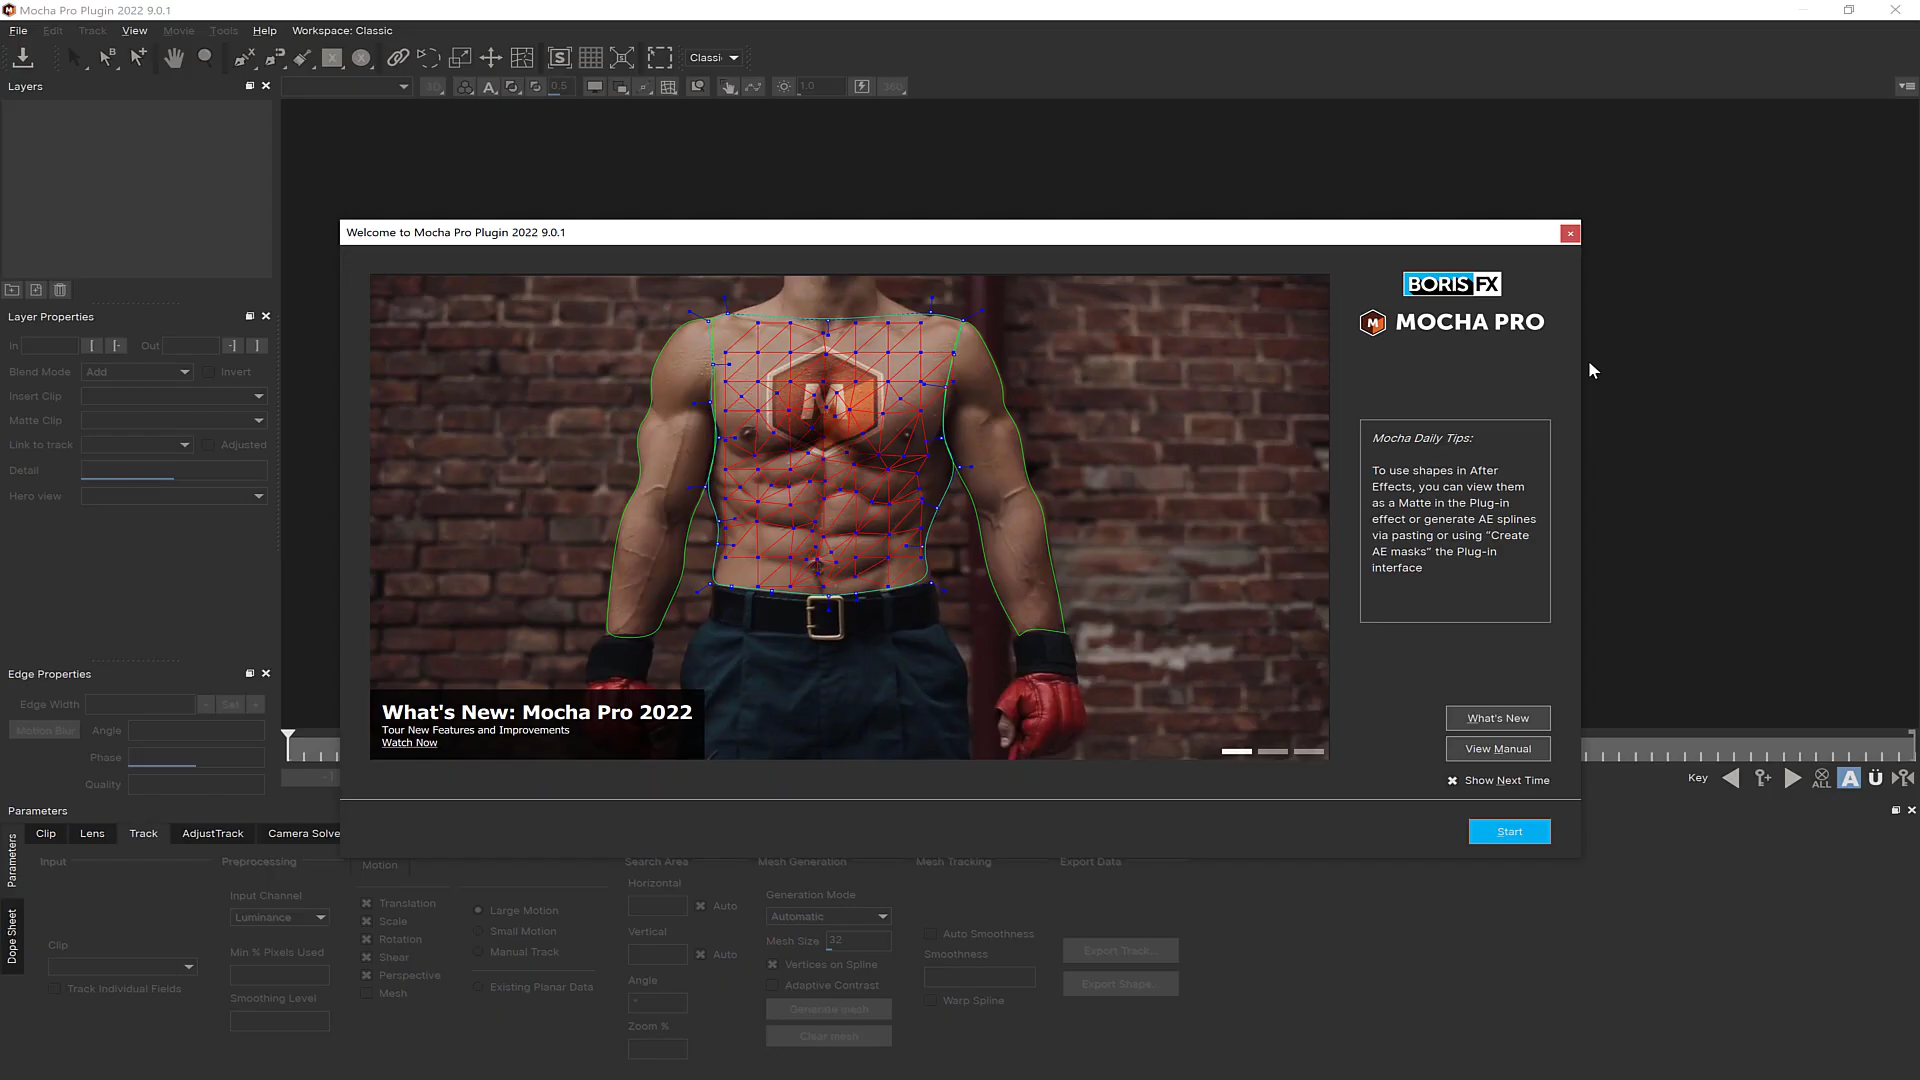 Mocha Pro Plugin 2022 9.0.1
File Edit Track View Movie Tools Help Workspace: Classic
Classi
Layers
3D A 0.5 1.0 360
Welcome to Mocha Pro Plugin 2022 9.0.1
BORIS FX
M MOCHA PRO
M
Mocha Daily Tips:
To use shapes in After
Effects, you can view them
as a Matte in the Plug-in
effect or generate AE splines
via pasting or using "Create
AE masks" the Plug-in
interface
What's New: Mocha Pro 2022
Tour New Features and Improvements
Watch Now
What's New
View Manual
Show Next Time
Start
Layer Properties
In Out
Blend Mode Add Invert
Insert Clip
Matte Clip
Link to track Adjusted
Detail
Hero view
Edge Properties
Edge Width - Set +
Motion Blur Angle
Phase
Quality
-1
Key ALL A Ü
Parameters
Parameters
Dope Sheet
Clip Lens Track AdjustTrack Camera Solve
Input
Clip
Track Individual Fields
Preprocessing
Input Channel
Luminance
Min % Pixels Used
Smoothing Level
Motion
Translation
Scale
Rotation
Shear
Perspective
Mesh
Large Motion
Small Motion
Manual Track
Existing Planar Data
Search Area
Horizontal
Auto
Vertical
Auto
Angle
Zoom %
Mesh Generation
Generation Mode
Automatic
Mesh Size 32
Vertices on Spline
Adaptive Contrast
Generate mesh
Clear mesh
Mesh Tracking
Auto Smoothness
Smoothness
Warp Spline
Export Data
Export Track...
Export Shape...